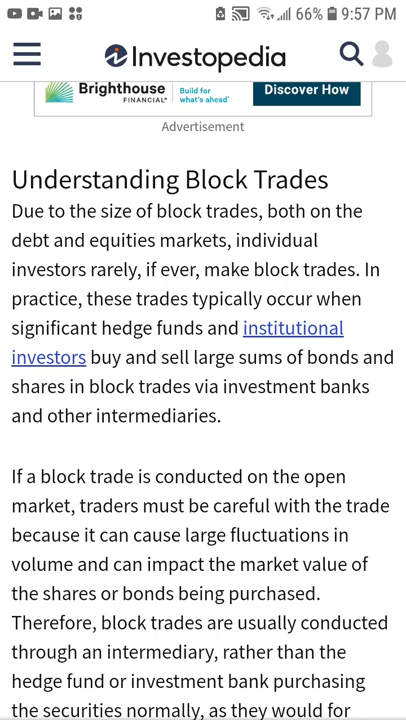 66% 9:57 PM
Investopedia
Brighthouse FINANCIAL® Build for what's ahead® Discover How
Advertisement
Understanding Block Trades
Due to the size of block trades, both on the
debt and equities markets, individual
investors rarely, if ever, make block trades. In
practice, these trades typically occur when
significant hedge funds and institutional
investors buy and sell large sums of bonds and
shares in block trades via investment banks
and other intermediaries.
If a block trade is conducted on the open
market, traders must be careful with the trade
because it can cause large fluctuations in
volume and can impact the market value of
the shares or bonds being purchased.
Therefore, block trades are usually conducted
through an intermediary, rather than the
hedge fund or investment bank purchasing
the securities normally, as they would for